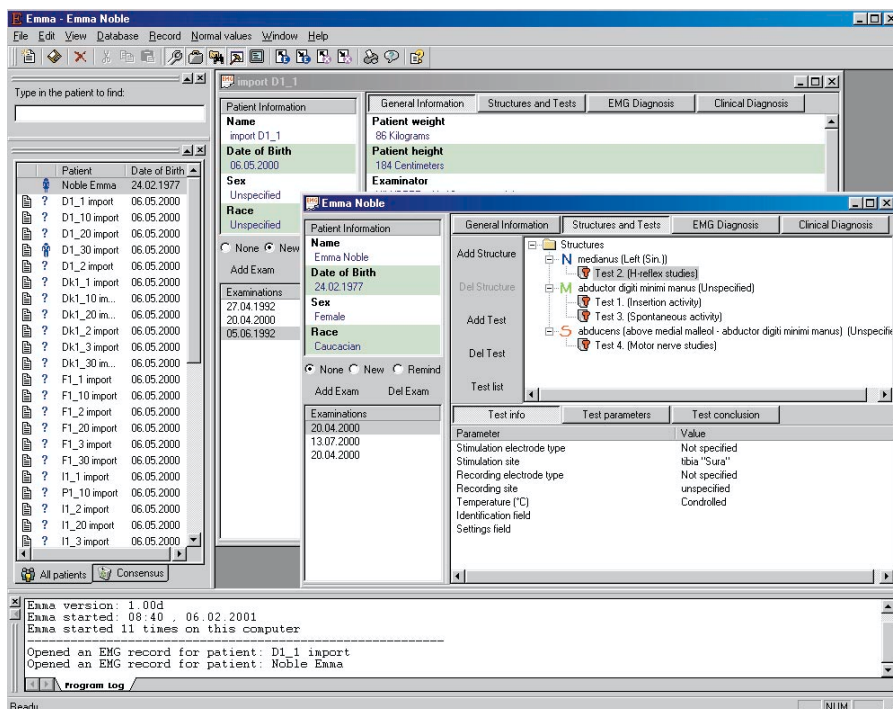 Emma - Emma Noble
File Edit View Database Record Normal values Window Help
Type in the patient to find:
Patient Date of Birth
Noble Emma 24.02.1977
? D1_1 import 06.05.2000
? D1_10 import 06.05.2000
? D1_20 import 06.05.2000
D1_30 import 06.05.2000
? D1_2 import 06.05.2000
? Dk1_1 import 06.05.2000
? Dk1_10 im... 06.05.2000
? Dk1_20 im... 06.05.2000
? Dk1_2 import 06.05.2000
? Dk1_3 import 06.05.2000
? Dk1_30 im... 06.05.2000
? F1_1 import 06.05.2000
? F1_10 import 06.05.2000
? F1_2 import 06.05.2000
? F1_20 import 06.05.2000
? F1_3 import 06.05.2000
? F1_30 import 06.05.2000
? I1_1 import 06.05.2000
? P1_10 import 06.05.2000
? I1_2 import 06.05.2000
? I1_20 import 06.05.2000
? I1_3 import 06.05.2000
All patients Consensus
import D1_1
Patient Information
Name
import D1_1
Date of Birth
06.05.2000
Sex
Unspecified
Race
Unspecified
None New
Add Exam
Examinations
27.04.1992
20.04.2000
05.06.1992
General Information Structures and Tests EMG Diagnosis Clinical Diagnosis
Patient weight
86 Kilograms
Patient height
184 Centimeters
Examinator
Emma Noble
Patient Information
Name
Emma Noble
Date of Birth
24.02.1977
Sex
Female
Race
Caucacian
None New Remind
Add Exam Del Exam
Examinations
20.04.2000
13.07.2000
20.04.2000
General Information Structures and Tests EMG Diagnosis Clinical Diagnosis
Add Structure
Del Structure
Add Test
Del Test
Test list
Structures
N medianus (Left (Sin.))
Test 2. (H-reflex studies)
M abductor digiti minimi manus (Unspecified)
Test 1. (Insertion activity)
Test 3. (Spontaneous activity)
S abducens (above medial malleol - abductor digiti minimi manus) (Unspecifie
Test 4. (Motor nerve studies)
Test info Test parameters Test conclusion
Parameter Value
Stimulation electrode type Not specified
Stimulation site tibia "Sura"
Recording electrode type Not specified
Recording site unspecified
Temperature (°C) Condrolled
Identification field
Settings field
Emma version: 1.00d
Emma started: 08:40 , 06.02.2001
Emma started 11 times on this computer
Opened an EMG record for patient: D1_1 import
Opened an EMG record for patient: Noble Emma
Program Log
Ready NUM